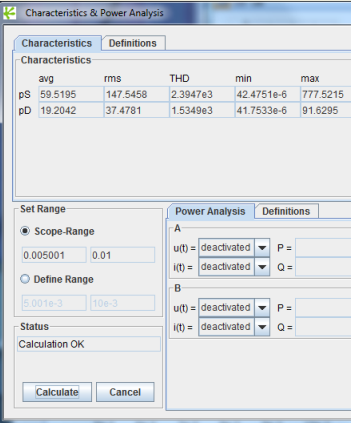 Characteristics & Power Analysis
Characteristics Definitions
Characteristics
avg rms THD min max
pS 59.5195 147.5458 2.3947e3 42.4751e-6 777.5215
pD 19.2042 37.4781 1.5349e3 41.7533e-6 91.6295
Set Range
Scope-Range
0.005001 0.01
Define Range
5.001e-3 10e-3
Status
Calculation OK
Calculate Cancel
Power Analysis Definitions
A
u(t) = deactivated P =
i(t) = deactivated Q =
B
u(t) = deactivated P =
i(t) = deactivated Q =